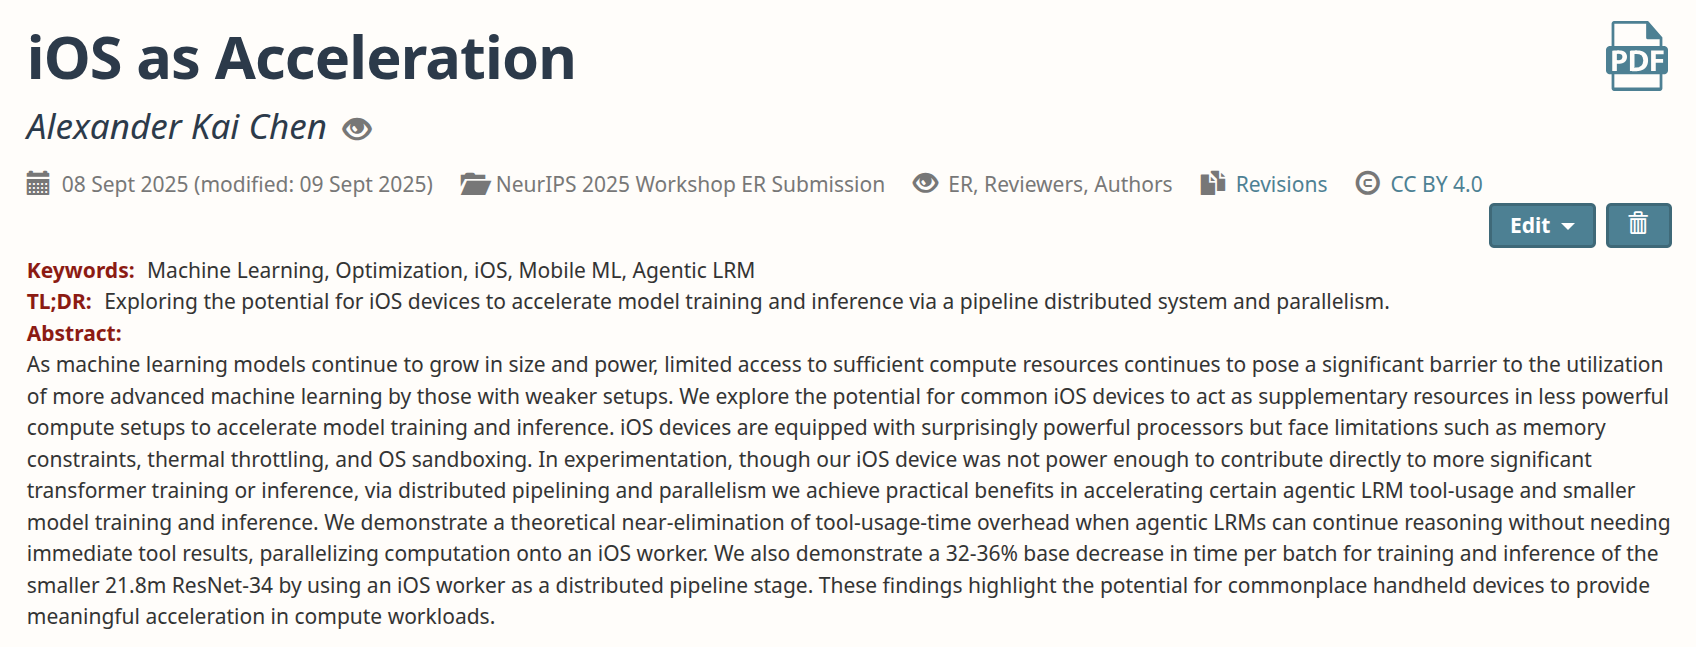 iOS as Acceleration
PDF
Alexander Kai Chen
08 Sept 2025 (modified: 09 Sept 2025) NeurIPS 2025 Workshop ER Submission ER, Reviewers, Authors Revisions CC BY 4.0
Edit
Keywords: Machine Learning, Optimization, iOS, Mobile ML, Agentic LRM
TL;DR: Exploring the potential for iOS devices to accelerate model training and inference via a pipeline distributed system and parallelism.
Abstract:
As machine learning models continue to grow in size and power, limited access to sufficient compute resources continues to pose a significant barrier to the utilization
of more advanced machine learning by those with weaker setups. We explore the potential for common iOS devices to act as supplementary resources in less powerful
compute setups to accelerate model training and inference. iOS devices are equipped with surprisingly powerful processors but face limitations such as memory
constraints, thermal throttling, and OS sandboxing. In experimentation, though our iOS device was not power enough to contribute directly to more significant
transformer training or inference, via distributed pipelining and parallelism we achieve practical benefits in accelerating certain agentic LRM tool-usage and smaller
model training and inference. We demonstrate a theoretical near-elimination of tool-usage-time overhead when agentic LRMs can continue reasoning without needing
immediate tool results, parallelizing computation onto an iOS worker. We also demonstrate a 32-36% base decrease in time per batch for training and inference of the
smaller 21.8m ResNet-34 by using an iOS worker as a distributed pipeline stage. These findings highlight the potential for commonplace handheld devices to provide
meaningful acceleration in compute workloads.